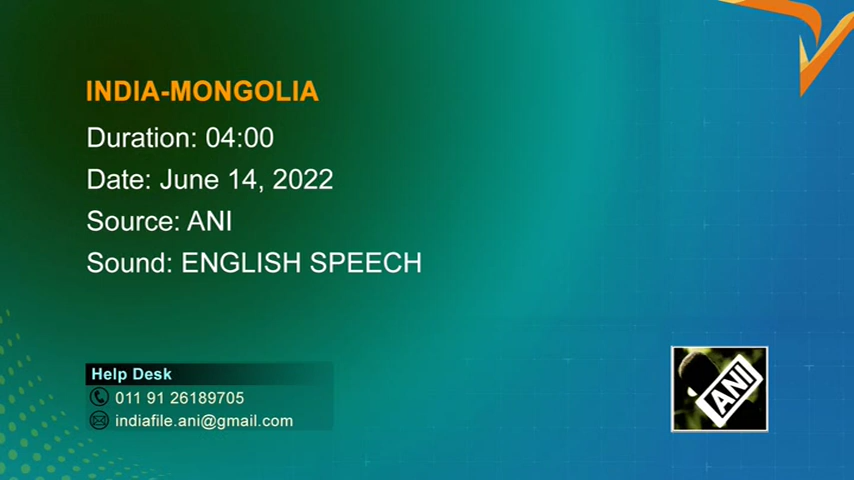 INDIA-MONGOLIA
Duration: 04:00
Date: June 14, 2022
Source: ANI
Sound: ENGLISH SPEECH
Help Desk
011 91 26189705
indiafile.ani@gmail.com
ANI